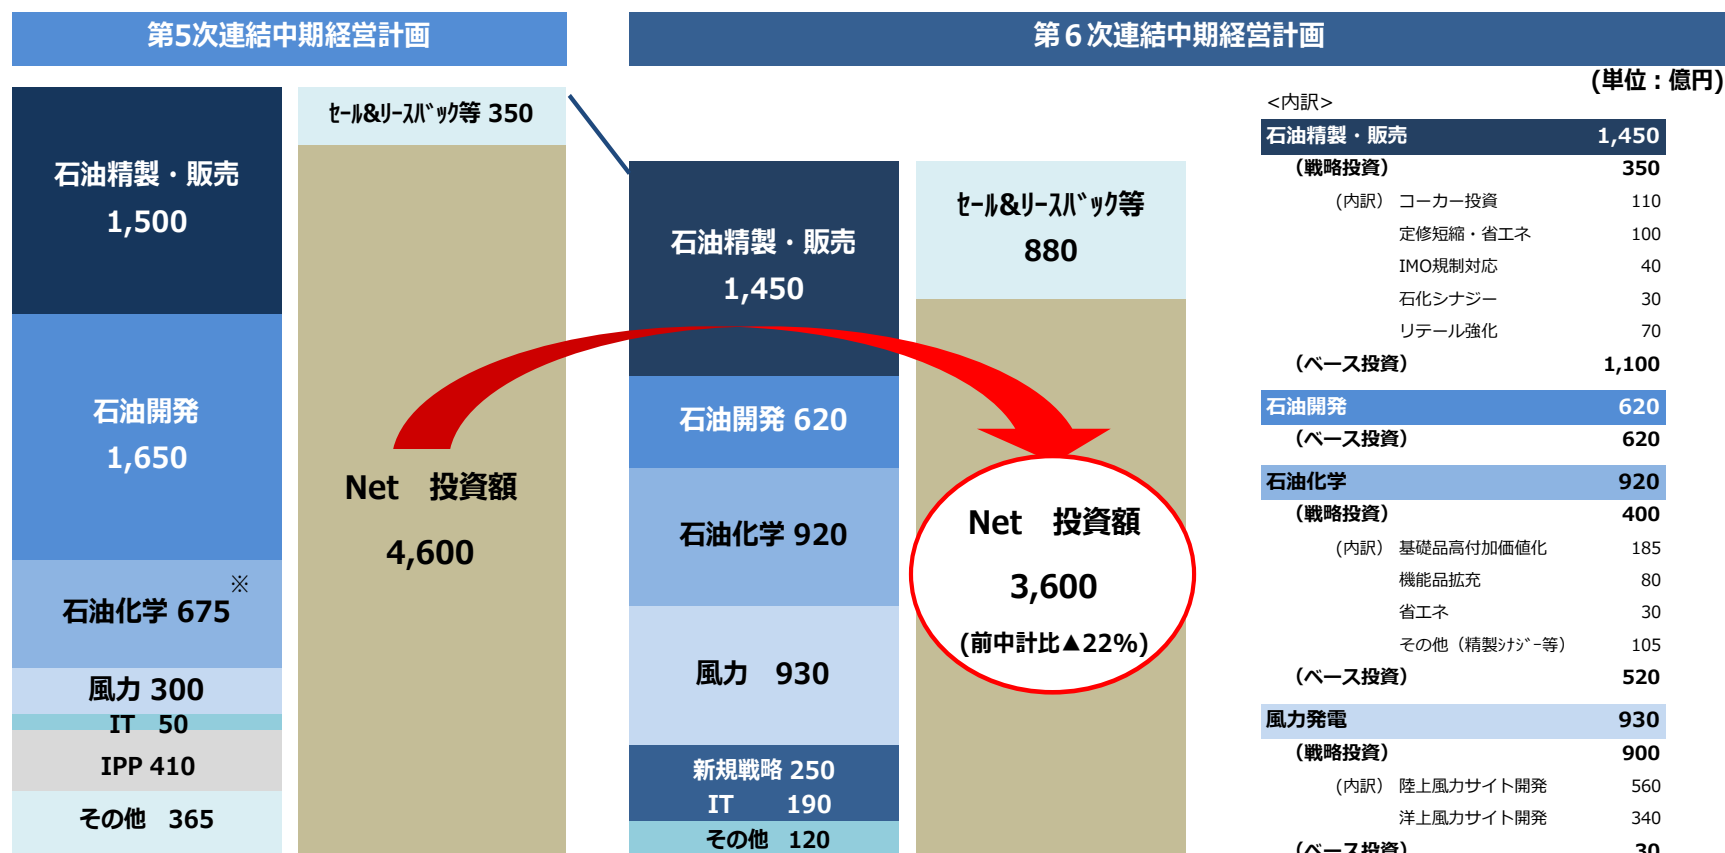 第5次連結中期経営計画
第６次連結中期経営計画
(単位：億円)
石油精製・販売
1,500
石油開発
1,650
※
石油化学 675
風力 300
IT 50
IPP 410
その他 365
ｾｰﾙ&ﾘｰｽﾊﾞｯｸ等 350
Net 投資額
4,600
石油精製・販売
1,450
石油開発 620
石油化学 920
風力 930
新規戦略 250
IT 190
その他 120
ｾｰﾙ&ﾘｰｽﾊﾞｯｸ等
880
Net 投資額
3,600
(前中計比▲22%)
<内訳>
石油精製・販売 1,450
（戦略投資） 350
(内訳) コーカー投資 110
定修短縮・省エネ 100
IMO規制対応 40
石化シナジー 30
リテール強化 70
（ベース投資） 1,100
石油開発 620
（ベース投資） 620
石油化学 920
（戦略投資） 400
(内訳) 基礎品高付加価値化 185
機能品拡充 80
省エネ 30
その他（精製ｼﾅｼﾞｰ等） 105
（ベース投資） 520
風力発電 930
（戦略投資） 900
(内訳) 陸上風力サイト開発 560
洋上風力サイト開発 340
（ベース投資） 30